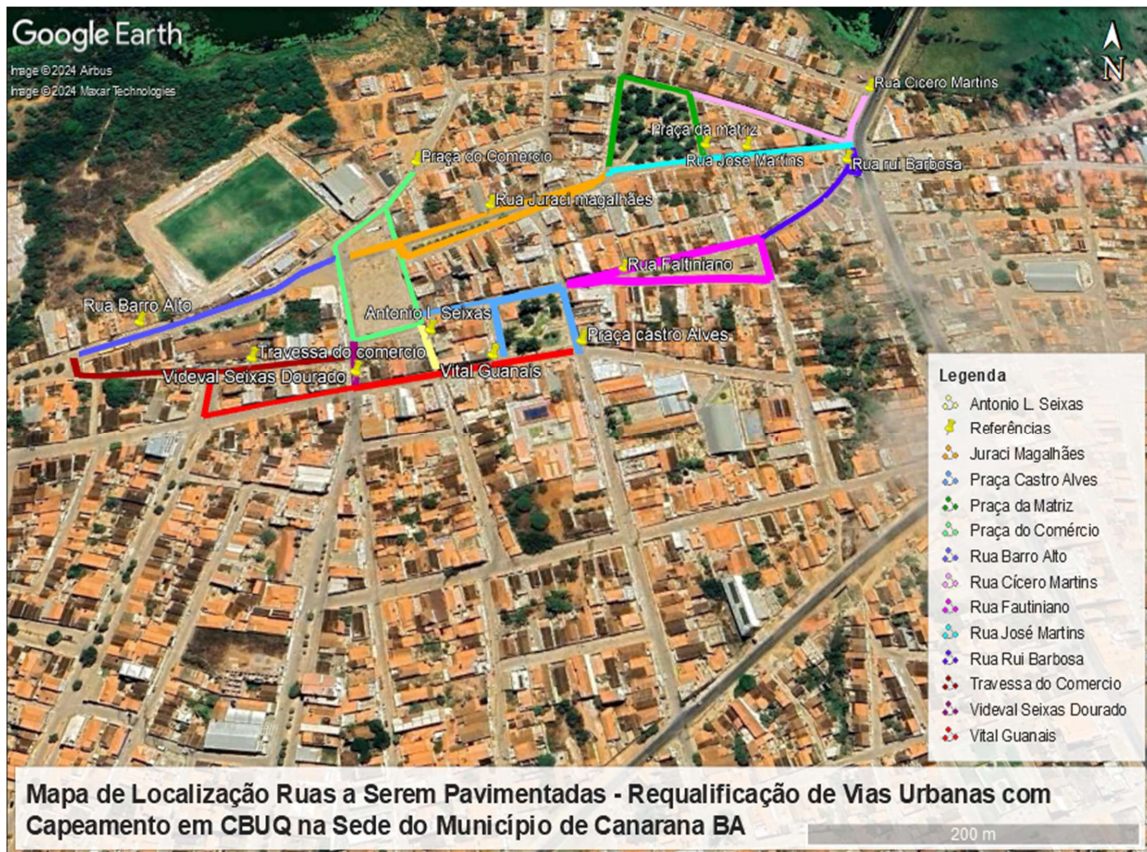 Google Earth
Image © 2024 Airbus
Image © 2024 Maxar Technologies
N
Rua Cicero Martins
Praça da matriz
Praça do Comercio
Rua Jose Martins
Rua rui Barbosa
Rua Juraci magalhães
Rua Faltiniano
Rua Barro Alto
Antonio L. Seixas
Praça castro Alves
Travessa do comercio
Videval Seixas Dourado
Vital Guanais
Legenda
Antonio L. Seixas
Referências
Juraci Magalhães
Praça Castro Alves
Praça da Matriz
Praça do Comércio
Rua Barro Alto
Rua Cícero Martins
Rua Fautiniano
Rua José Martins
Rua Rui Barbosa
Travessa do Comercio
Videval Seixas Dourado
Vital Guanais
Mapa de Localização Ruas a Serem Pavimentadas - Requalificação de Vias Urbanas com
Capeamento em CBUQ na Sede do Município de Canarana BA
200 m